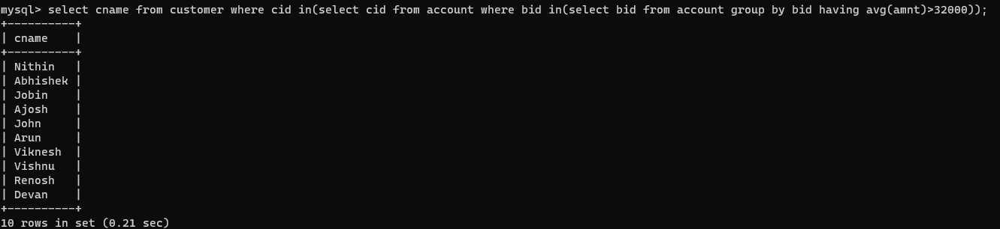 mysql> select cname from customer where cid in(select cid from account where bid in(select bid from account group by bid having avg(amnt)>32000));
+----------+
| cname    |
+----------+
| Nithin   |
| Abhishek |
| Jobin    |
| Ajosh    |
| John     |
| Arun     |
| Viknesh  |
| Vishnu   |
| Renosh   |
| Devan    |
+----------+
10 rows in set (0.21 sec)